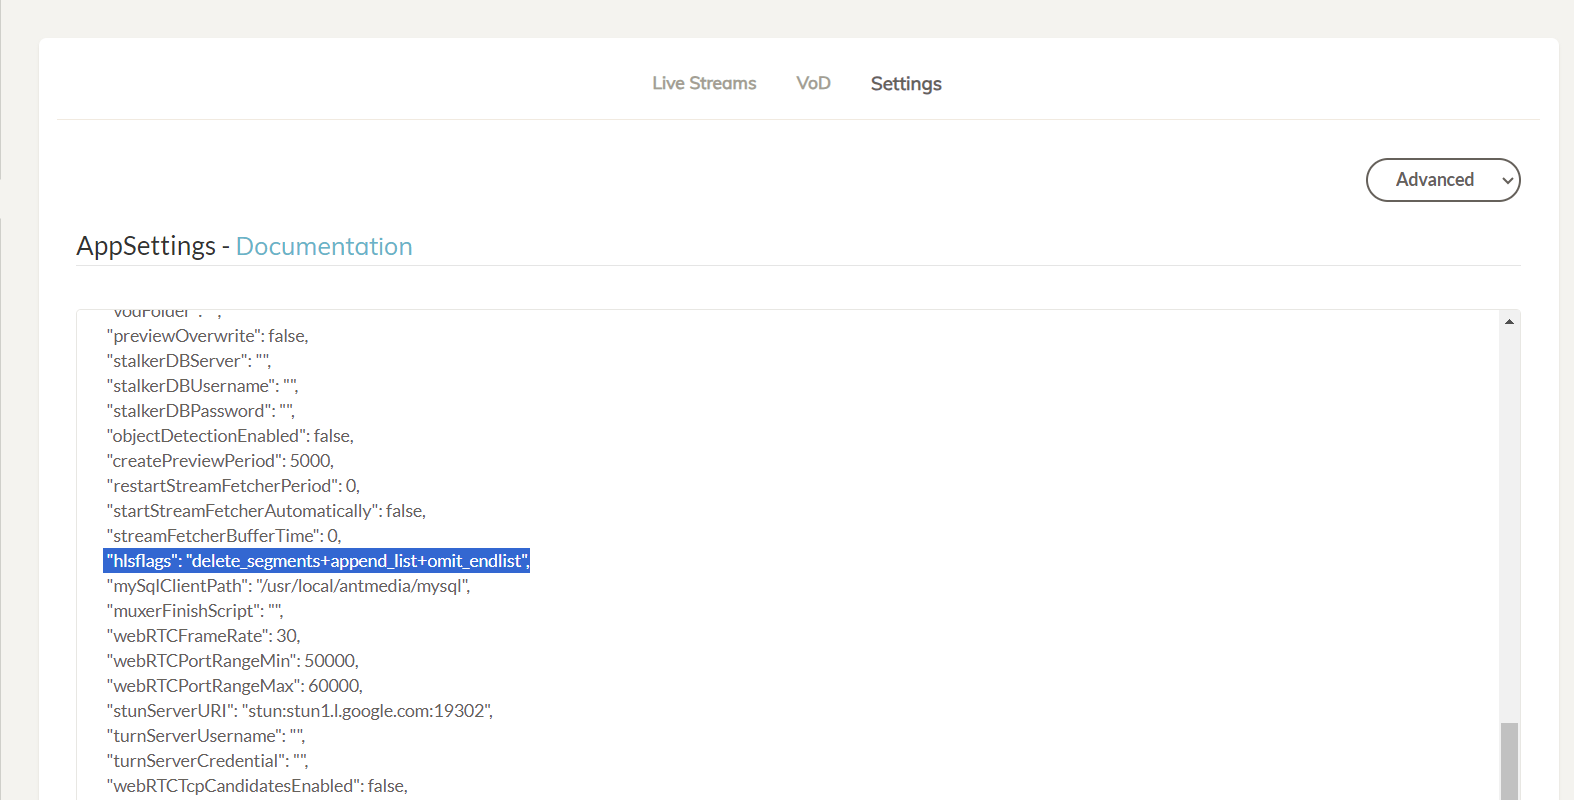 Live Streams VoD Settings
Advanced
AppSettings - Documentation
"vodFolder": "",
"previewOverwrite": false,
"stalkerDBServer": "",
"stalkerDBUsername": "",
"stalkerDBPassword": "",
"objectDetectionEnabled": false,
"createPreviewPeriod": 5000,
"restartStreamFetcherPeriod": 0,
"startStreamFetcherAutomatically": false,
"streamFetcherBufferTime": 0,
"hlsflags": "delete_segments+append_list+omit_endlist",
"mySqlClientPath": "/usr/local/antmedia/mysql",
"muxerFinishScript": "",
"webRTCFrameRate": 30,
"webRTCPortRangeMin": 50000,
"webRTCPortRangeMax": 60000,
"stunServerURI": "stun:stun1.l.google.com:19302",
"turnServerUsername": "",
"turnServerCredential": "",
"webRTCTcpCandidatesEnabled": false,